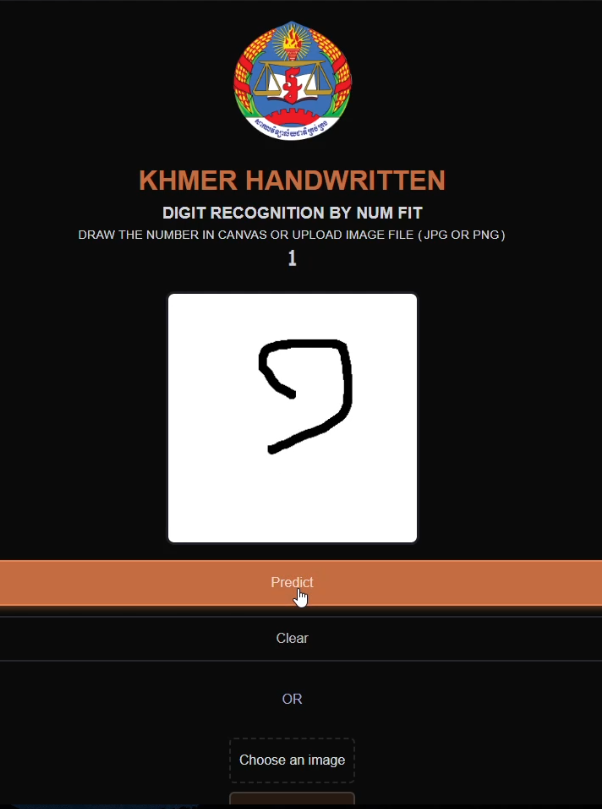 KHMER HANDWRITTEN
DIGIT RECOGNITION BY NUM FIT
DRAW THE NUMBER IN CANVAS OR UPLOAD IMAGE FILE ( JPG OR PNG )
1
១
Predict
Clear
OR
Choose an image